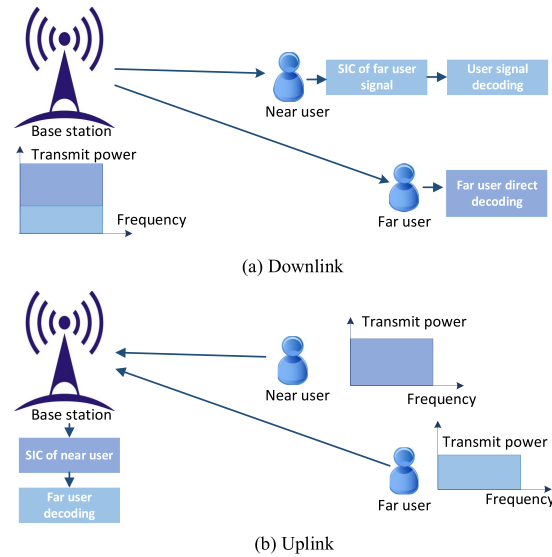 SIC of far user
signal
User signal
decoding
Near user
Base station
Transmit power
Frequency
Far user direct
decoding
Far user
(a) Downlink
Transmit power
Near user
Frequency
Base station
SIC of near user
Far user
decoding
Transmit power
Far user
Frequency
(b) Uplink